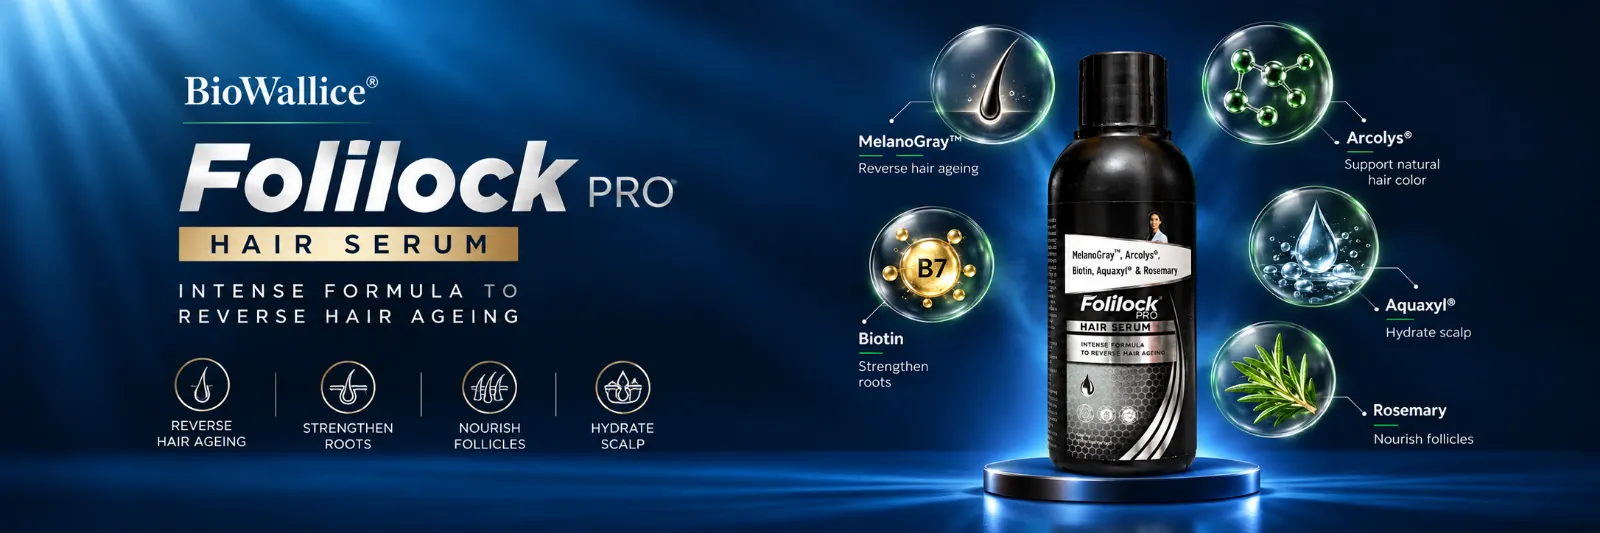 BioWallice®
Folilock PRO
HAIR SERUM
INTENSE FORMULA TO
REVERSE HAIR AGEING
REVERSE
HAIR AGEING
STRENGTHEN
ROOTS
NOURISH
FOLLICLES
HYDRATE
SCALP
MelanoGray™
Reverse hair ageing
B7
Biotin
Strengthen
roots
MelanoGray™, Arcolys®,
Biotin, Aquaxyl® & Rosemary
Folilock®
PRO
HAIR SERUM
INTENSE FORMULA
TO REVERSE HAIR AGEING
Arcolys®
Support natural
hair color
Aquaxyl®
Hydrate scalp
Rosemary
Nourish follicles